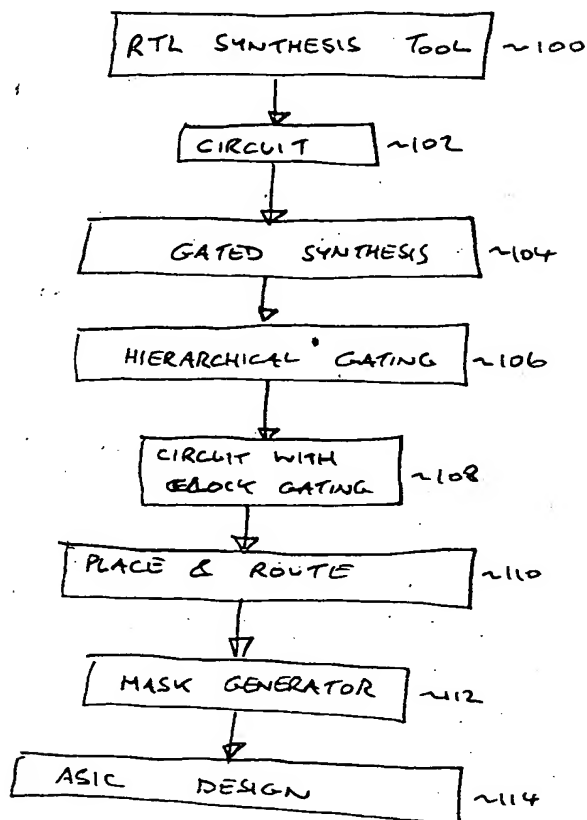 RTL SYNTHESIS TOOL ~100
CIRCUIT ~102
GATED SYNTHESIS ~104
HIERARCHICAL GATING ~106
CIRCUIT WITH
CLOCK GATING ~108
PLACE & ROUTE ~110
MASK GENERATOR ~112
ASIC DESIGN ~114